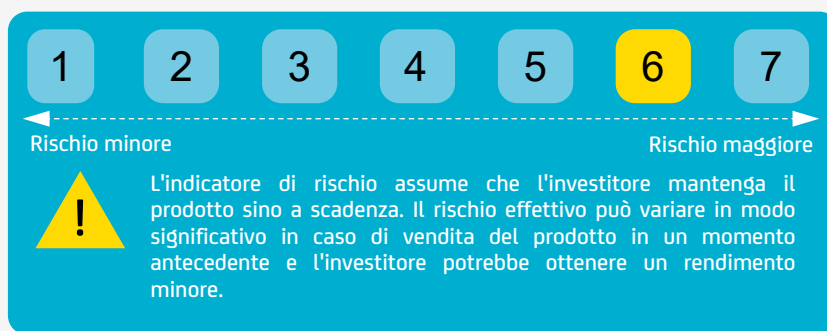 1 2 3 4 5 6 7
Rischio minore Rischio maggiore
!
L'indicatore di rischio assume che l'investitore mantenga il
prodotto sino a scadenza. Il rischio effettivo può variare in modo
significativo in caso di vendita del prodotto in un momento
antecedente e l'investitore potrebbe ottenere un rendimento
minore.